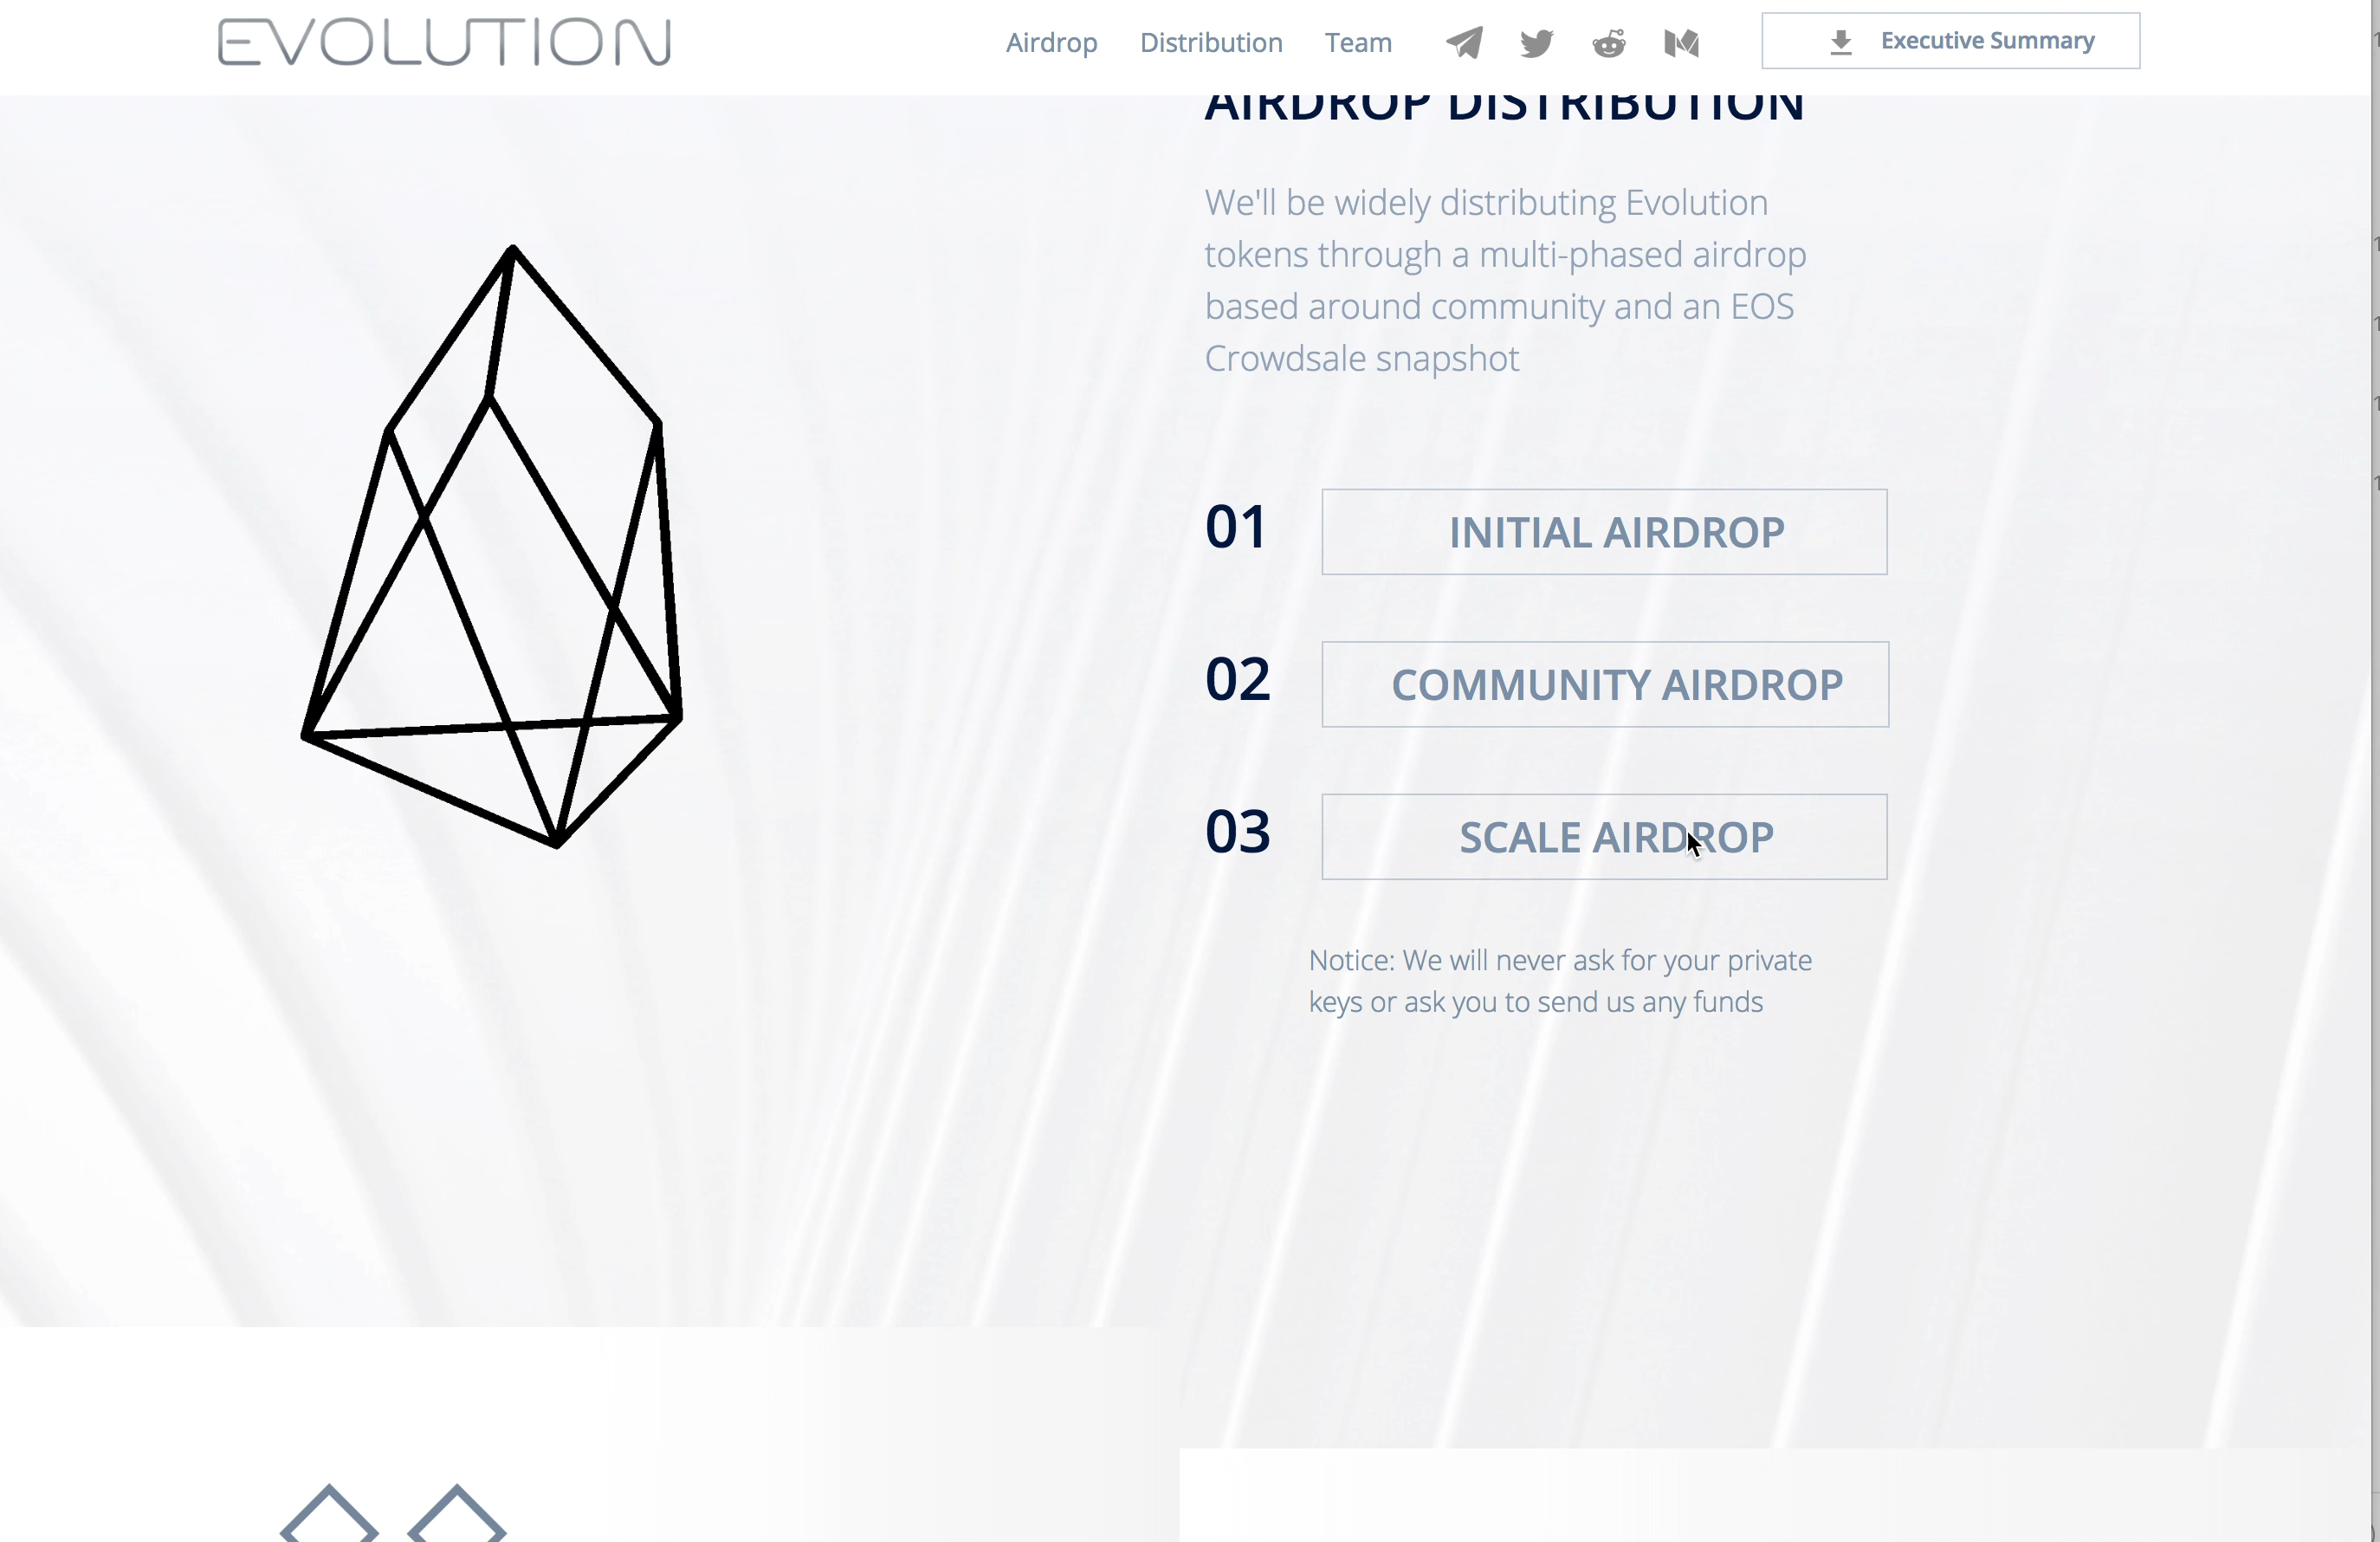 EVOLUTION
Airdrop Distribution Team Executive Summary
AIRDROP DISTRIBUTION
We'll be widely distributing Evolution
tokens through a multi-phased airdrop
based around community and an EOS
Crowdsale snapshot
01 INITIAL AIRDROP
02 COMMUNITY AIRDROP
03 SCALE AIRDROP
Notice: We will never ask for your private
keys or ask you to send us any funds